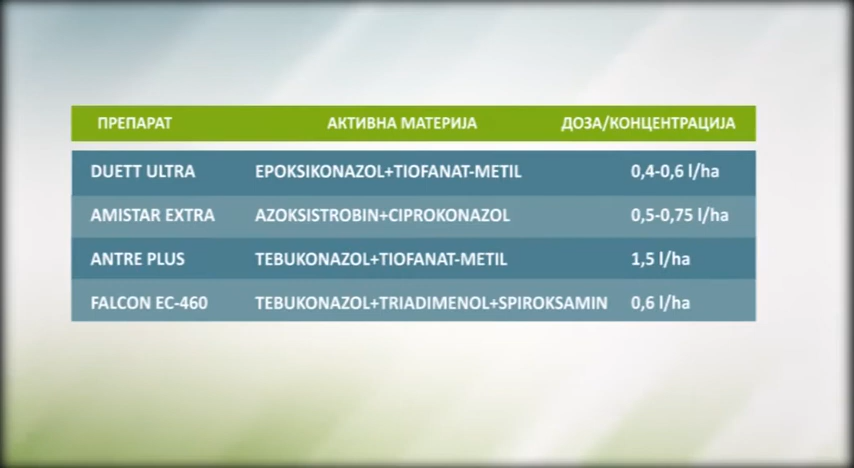 ПРЕПАРАТ АКТИВНА МАТЕРИЈА ДОЗА/КОНЦЕНТРАЦИЈА
DUETT ULTRA EPOKSIKONAZOL+TIOFANAT-METIL 0,4-0,6 l/ha
AMISTAR EXTRA AZOKSISTROBIN+CIPROKONAZOL 0,5-0,75 l/ha
ANTRE PLUS TEBUKONAZOL+TIOFANAT-METIL 1,5 l/ha
FALCON EC-460 TEBUKONAZOL+TRIADIMENOL+SPIROKSAMIN 0,6 l/ha